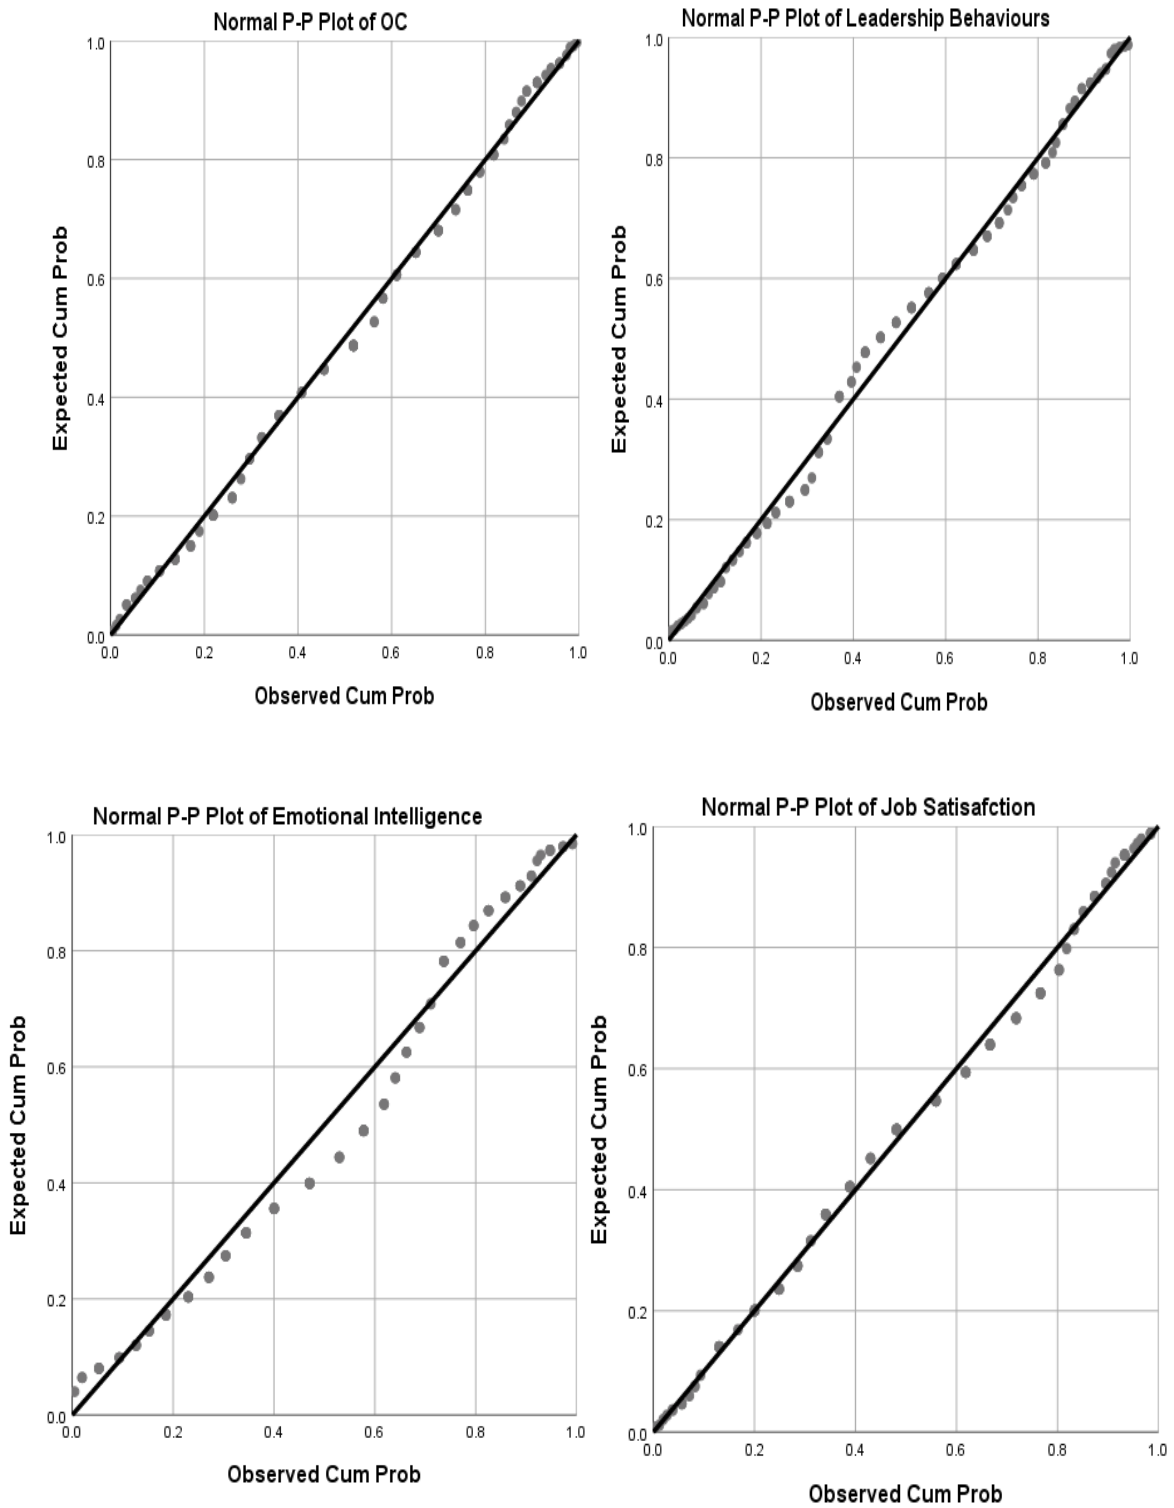 Normal P-P Plot of OC
1.0
0.8
0.6
0.4
0.2
0.0
Expected Cum Prob
0.0 0.2 0.4 0.6 0.8 1.0
Observed Cum Prob
Normal P-P Plot of Leadership Behaviours
1.0
0.8
0.6
0.4
0.2
0.0
Expected Cum Prob
0.0 0.2 0.4 0.6 0.8 1.0
Observed Cum Prob
Normal P-P Plot of Emotional Intelligence
1.0
0.8
0.6
0.4
0.2
0.0
Expected Cum Prob
0.0 0.2 0.4 0.6 0.8 1.0
Observed Cum Prob
Normal P-P Plot of Job Satisafction
1.0
0.8
0.6
0.4
0.2
0.0
Expected Cum Prob
0.0 0.2 0.4 0.6 0.8 1.0
Observed Cum Prob